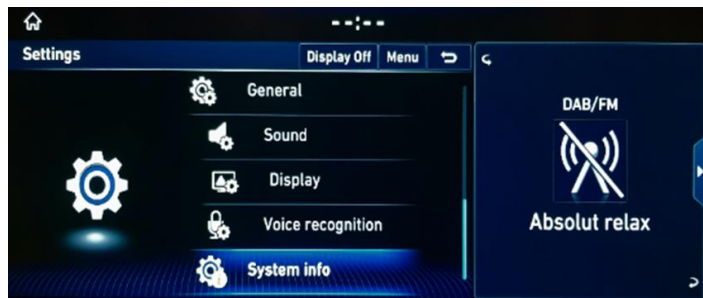 --:--
Settings
Display Off
Menu
General
Sound
Display
Voice recognition
System info
DAB/FM
Absolut relax